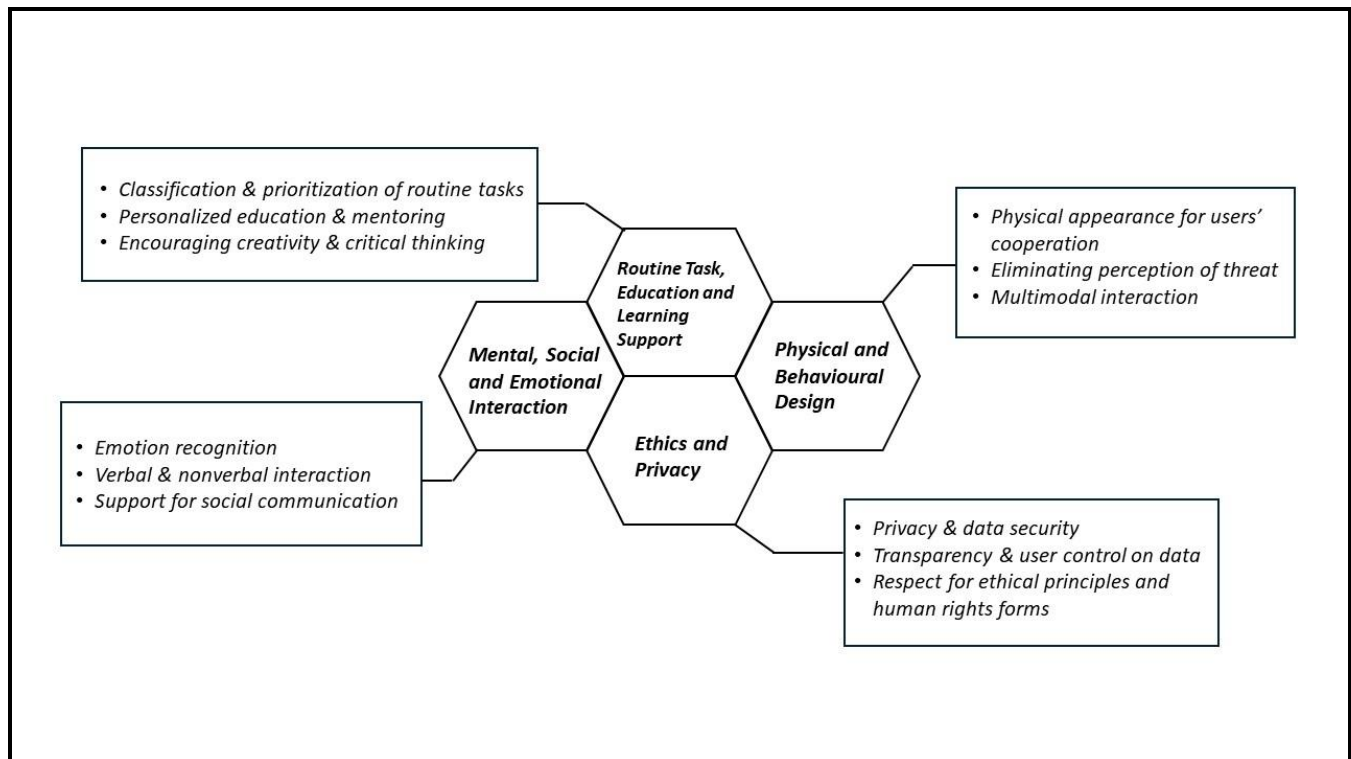 • Classification & prioritization of routine tasks
• Personalized education & mentoring
• Encouraging creativity & critical thinking
Routine Task,
Education and
Learning
Support
• Physical appearance for users’
cooperation
• Eliminating perception of threat
• Multimodal interaction
Mental, Social
and Emotional
Interaction
Physical and
Behavioural
Design
• Emotion recognition
• Verbal & nonverbal interaction
• Support for social communication
Ethics and
Privacy
• Privacy & data security
• Transparency & user control on data
• Respect for ethical principles and
human rights forms